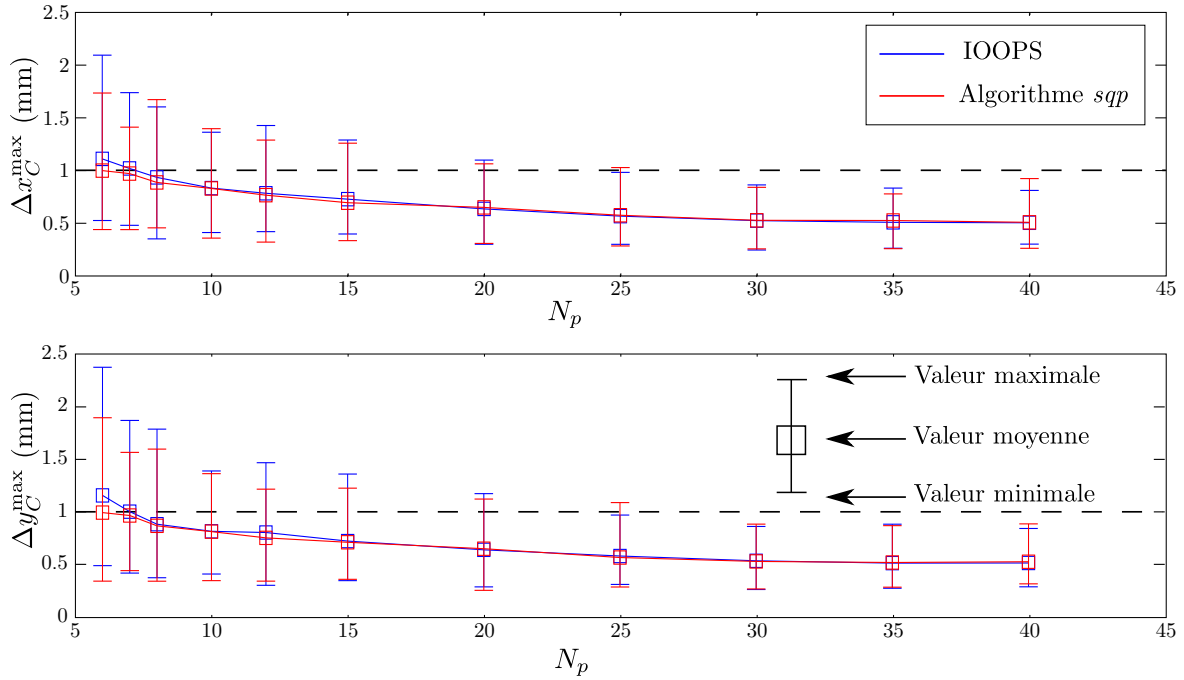 2.5
2
1.5
1
0.5
0
Δx_C^max (mm)
5 10 15 20 25 30 35 40 45
N_p
IOOPS
Algorithme sqp
2.5
2
1.5
1
0.5
0
Δy_C^max (mm)
5 10 15 20 25 30 35 40 45
N_p
Valeur maximale
Valeur moyenne
Valeur minimale